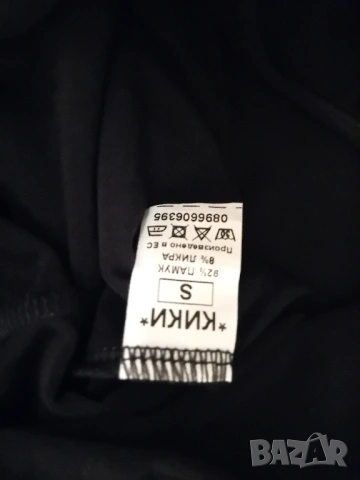 *КИКИ*
S
92% ПАМУК
8% ЛИКРА
Произведено в ЕС
0896606395
BAZAR